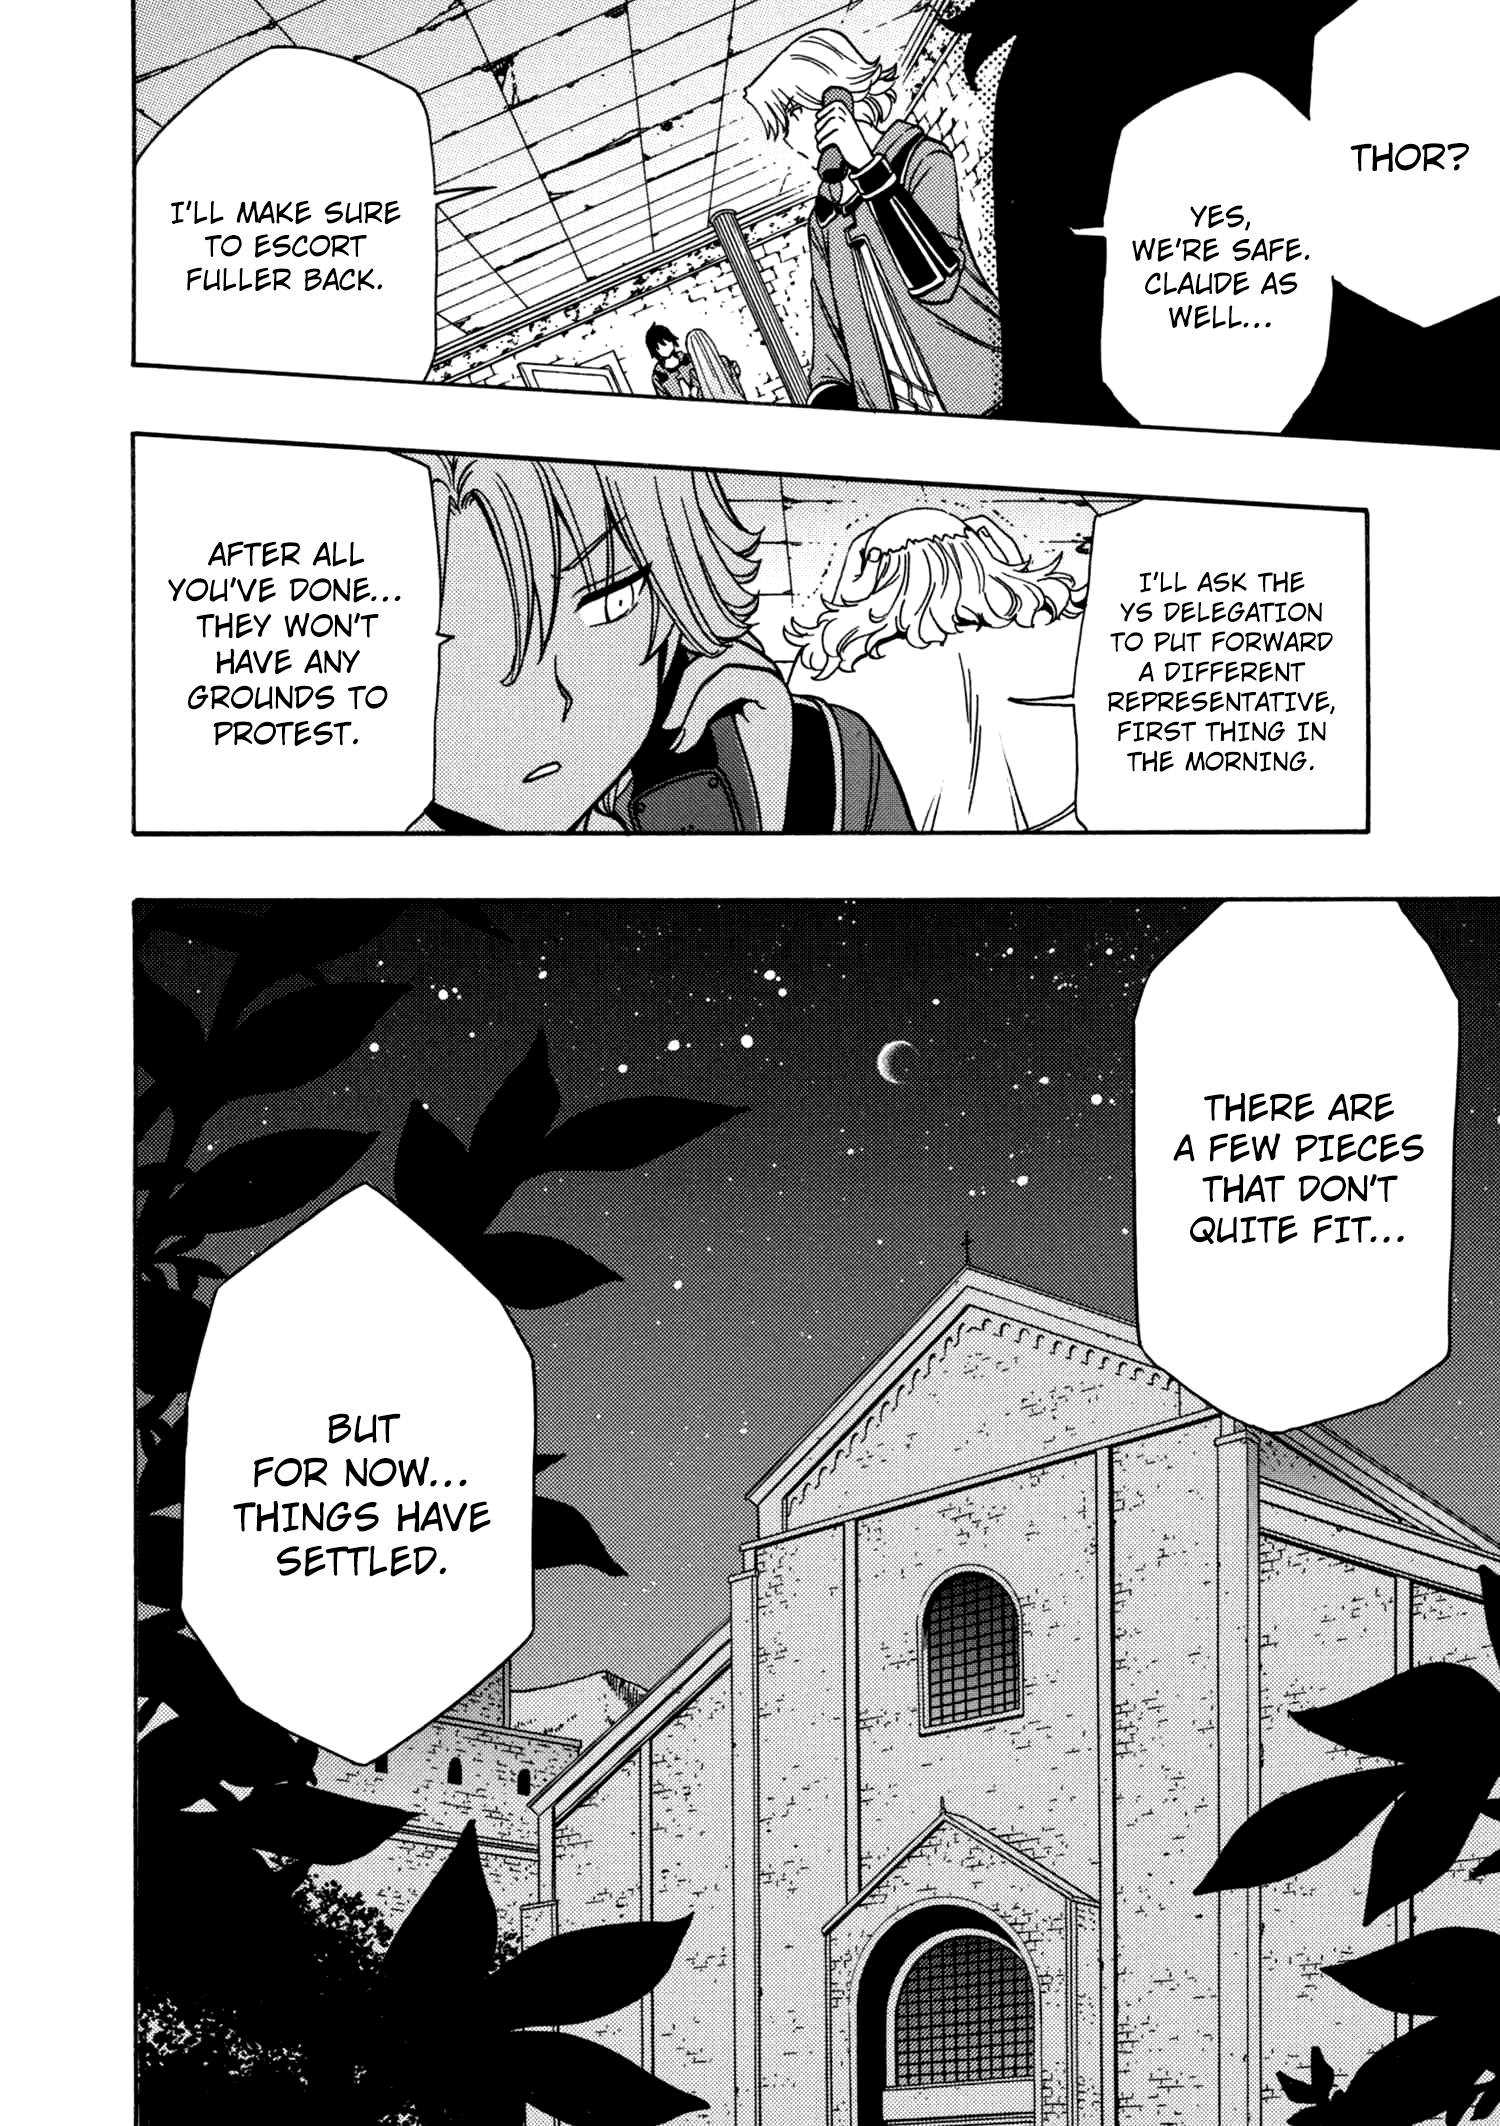 THOR?
YES,
WE'RE SAFE.
CLAUDE AS
WELL...
I'LL MAKE SURE
TO ESCORT
FULLER BACK.
I'LL ASK THE
YS DELEGATION
TO PUT FORWARD
A DIFFERENT
REPRESENTATIVE,
FIRST THING IN
THE MORNING.
AFTER ALL
YOU'VE DONE...
THEY WON'T
HAVE ANY
GROUNDS TO
PROTEST.
THERE ARE
A FEW PIECES
THAT DON'T
QUITE FIT...
BUT
FOR NOW...
THINGS HAVE
SETTLED.